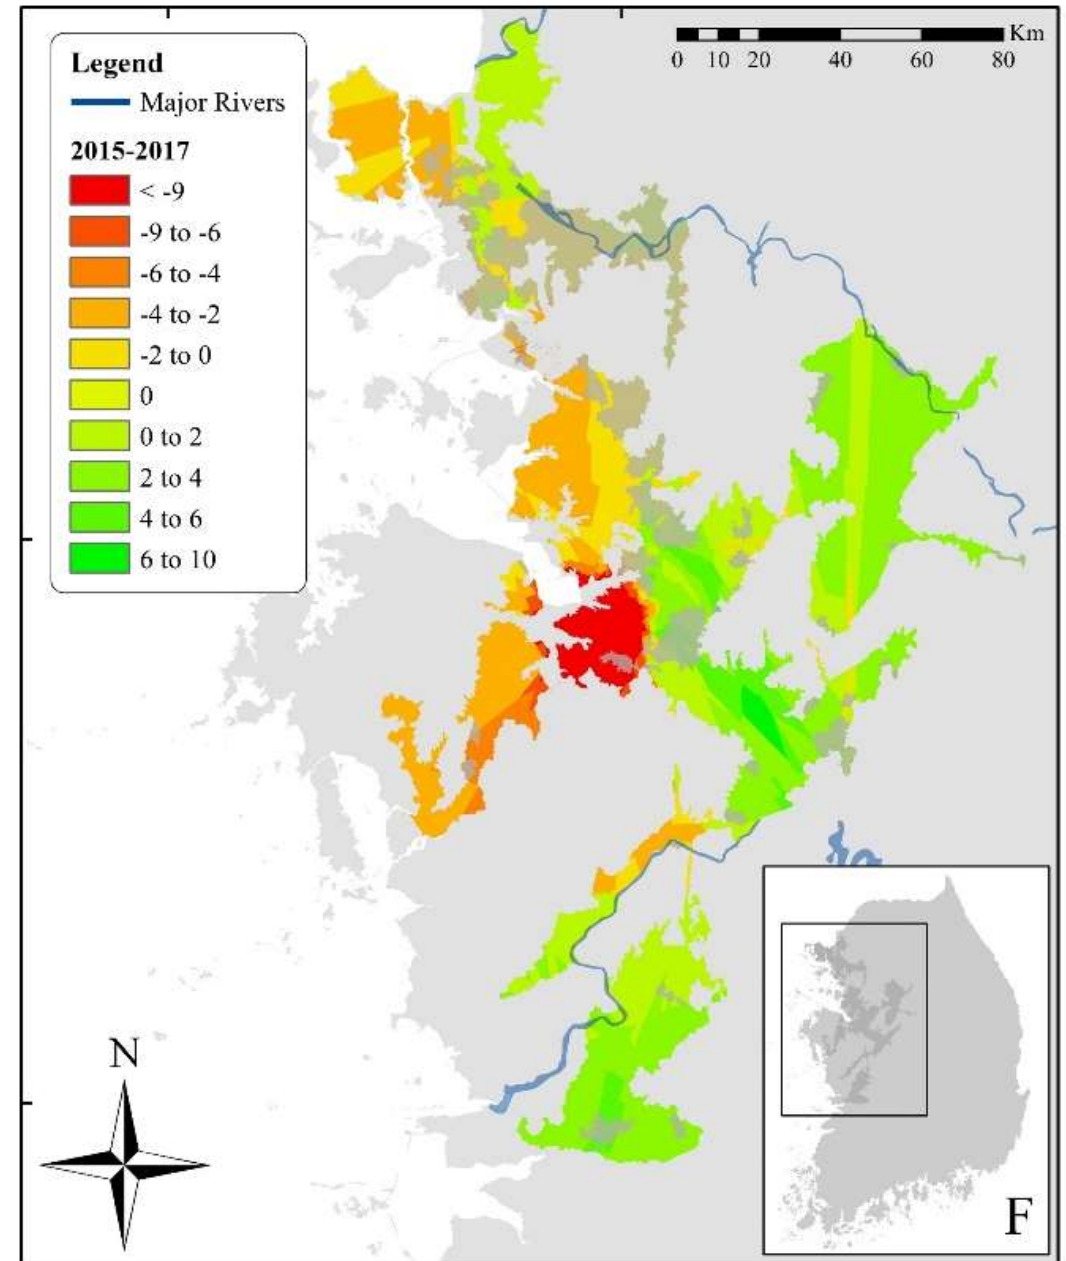 Legend
Major Rivers
2015-2017
< -9
-9 to -6
-6 to -4
-4 to -2
-2 to 0
0
0 to 2
2 to 4
4 to 6
6 to 10
Km
0 10 20 40 60 80
N
F